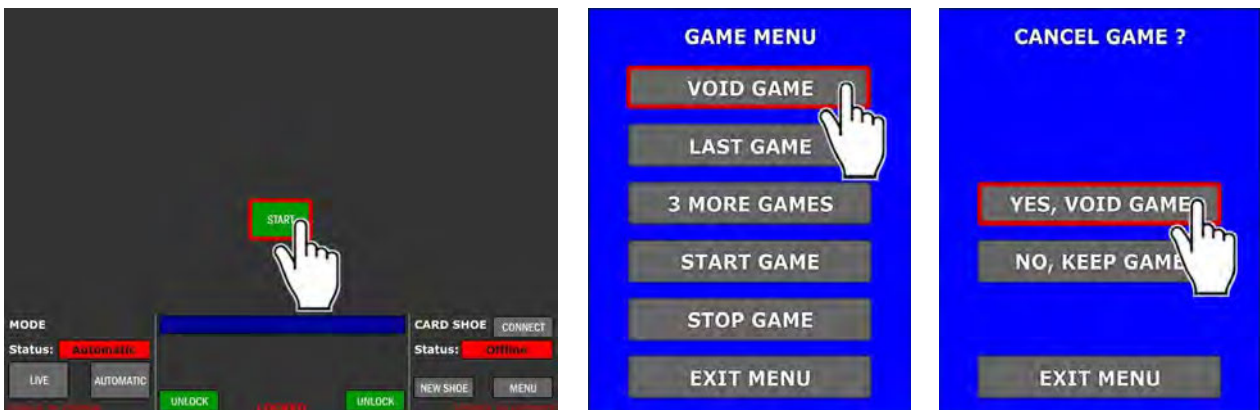 START
MODE
Status: Automatic
LIVE AUTOMATIC
UNLOCK
LOCKED
UNLOCK
CARD SHOE CONNECT
Status: Offline
NEW SHOE MENU
GAME MENU
VOID GAME
LAST GAME
3 MORE GAMES
START GAME
STOP GAME
EXIT MENU
CANCEL GAME ?
YES, VOID GAME
NO, KEEP GAME
EXIT MENU